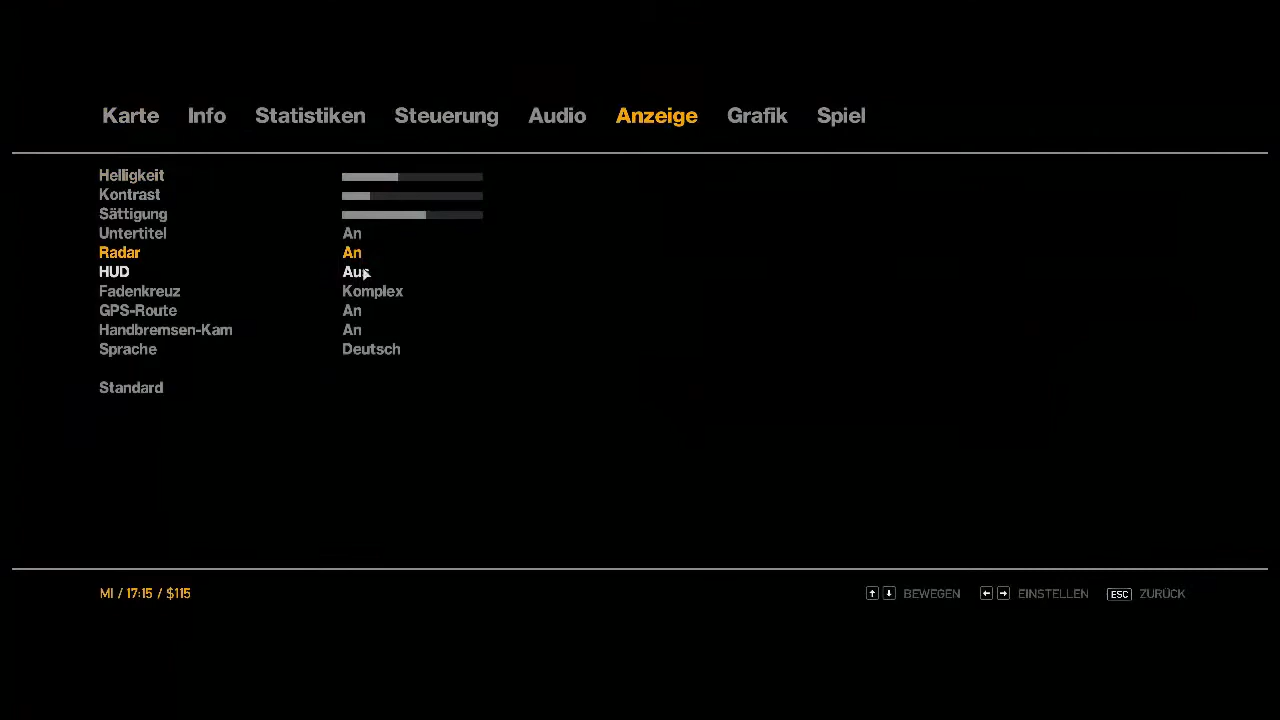 Karte Info Statistiken Steuerung Audio Anzeige Grafik Spiel
Helligkeit
Kontrast
Sättigung
Untertitel An
Radar An
HUD Aus
Fadenkreuz Komplex
GPS-Route An
Handbremsen-Kam An
Sprache Deutsch
Standard
MI / 17:15 / $115 BEWEGEN EINSTELLEN ESC ZURÜCK